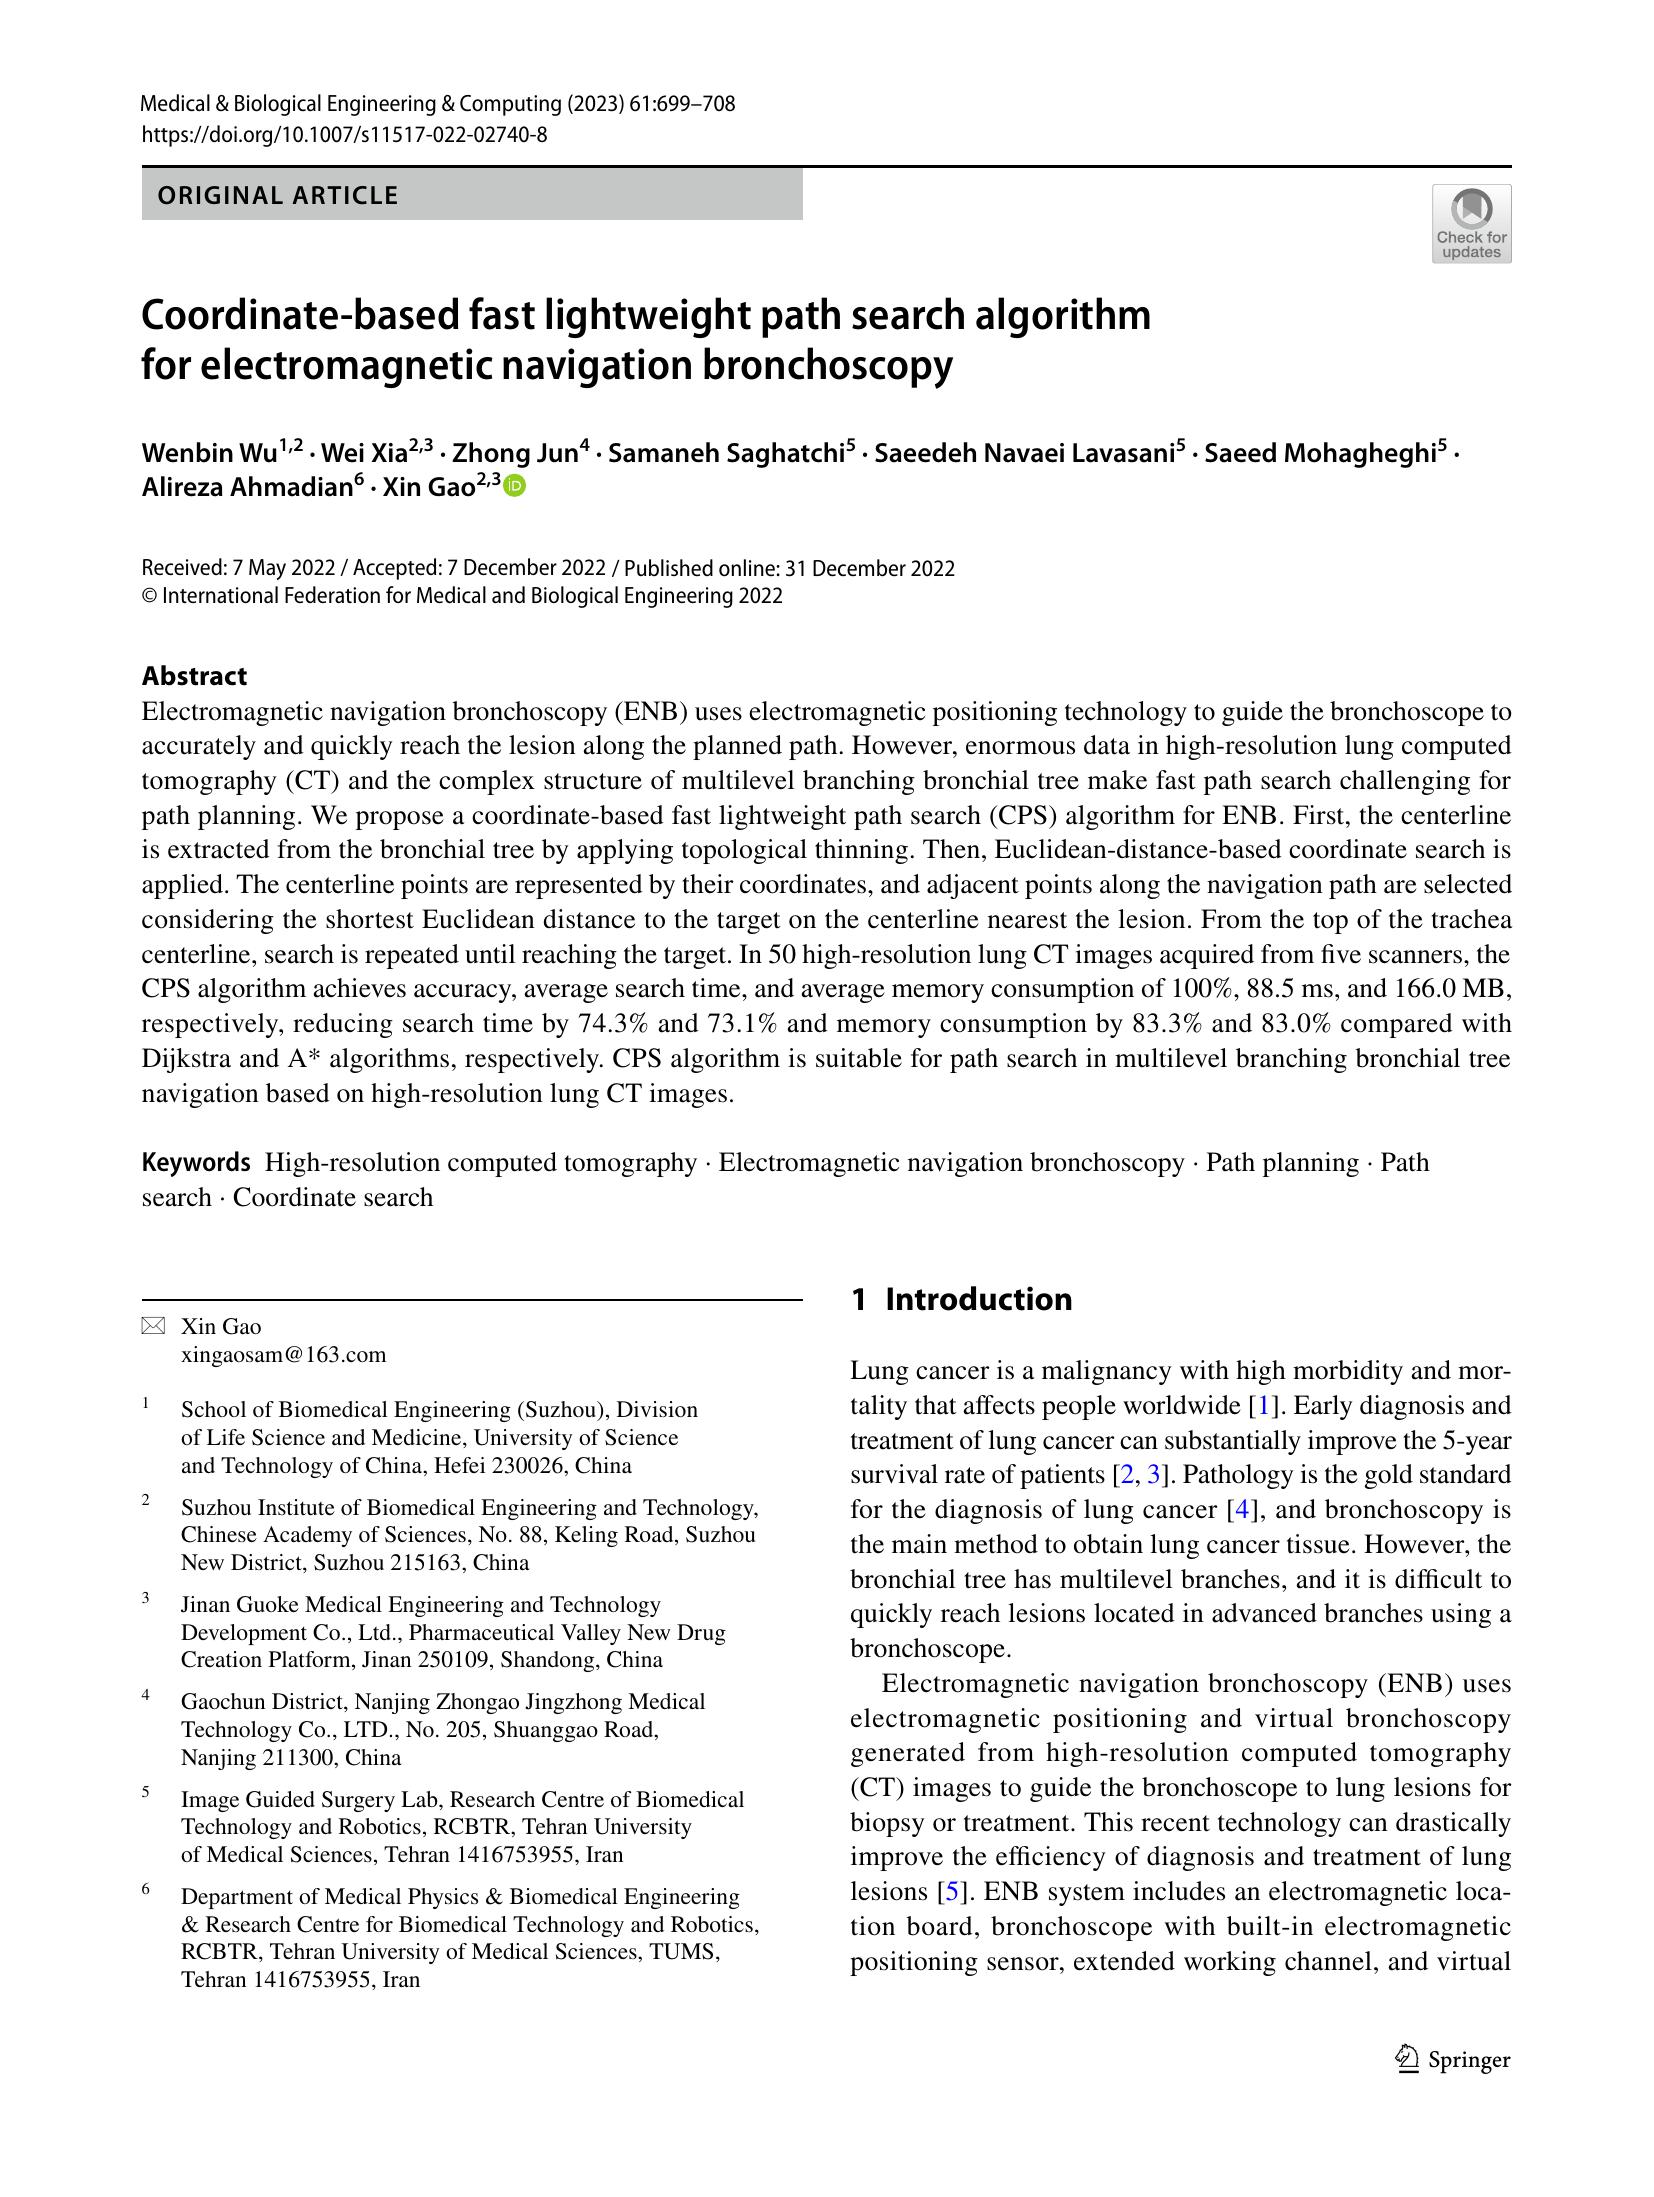 Medical & Biological Engineering & Computing (2023) 61:699–708
https://doi.org/10.1007/s11517-022-02740-8
ORIGINAL ARTICLE
Check for
updates
Coordinate-based fast lightweight path search algorithm
for electromagnetic navigation bronchoscopy
Wenbin Wu1,2 · Wei Xia2,3 · Zhong Jun4 · Samaneh Saghatchi5 · Saeedeh Navaei Lavasani5 · Saeed Mohagheghi5 ·
Alireza Ahmadian6 · Xin Gao2,3 iD
Received: 7 May 2022 / Accepted: 7 December 2022 / Published online: 31 December 2022
© International Federation for Medical and Biological Engineering 2022
Abstract
Electromagnetic navigation bronchoscopy (ENB) uses electromagnetic positioning technology to guide the bronchoscope to
accurately and quickly reach the lesion along the planned path. However, enormous data in high-resolution lung computed
tomography (CT) and the complex structure of multilevel branching bronchial tree make fast path search challenging for
path planning. We propose a coordinate-based fast lightweight path search (CPS) algorithm for ENB. First, the centerline
is extracted from the bronchial tree by applying topological thinning. Then, Euclidean-distance-based coordinate search is
applied. The centerline points are represented by their coordinates, and adjacent points along the navigation path are selected
considering the shortest Euclidean distance to the target on the centerline nearest the lesion. From the top of the trachea
centerline, search is repeated until reaching the target. In 50 high-resolution lung CT images acquired from five scanners, the
CPS algorithm achieves accuracy, average search time, and average memory consumption of 100%, 88.5 ms, and 166.0 MB,
respectively, reducing search time by 74.3% and 73.1% and memory consumption by 83.3% and 83.0% compared with
Dijkstra and A* algorithms, respectively. CPS algorithm is suitable for path search in multilevel branching bronchial tree
navigation based on high-resolution lung CT images.
Keywords High-resolution computed tomography · Electromagnetic navigation bronchoscopy · Path planning · Path
search · Coordinate search
Xin Gao
xingaosam@163.com
1 School of Biomedical Engineering (Suzhou), Division
of Life Science and Medicine, University of Science
and Technology of China, Hefei 230026, China
2 Suzhou Institute of Biomedical Engineering and Technology,
Chinese Academy of Sciences, No. 88, Keling Road, Suzhou
New District, Suzhou 215163, China
3 Jinan Guoke Medical Engineering and Technology
Development Co., Ltd., Pharmaceutical Valley New Drug
Creation Platform, Jinan 250109, Shandong, China
4 Gaochun District, Nanjing Zhongao Jingzhong Medical
Technology Co., LTD., No. 205, Shuanggao Road,
Nanjing 211300, China
5 Image Guided Surgery Lab, Research Centre of Biomedical
Technology and Robotics, RCBTR, Tehran University
of Medical Sciences, Tehran 1416753955, Iran
6 Department of Medical Physics & Biomedical Engineering
& Research Centre for Biomedical Technology and Robotics,
RCBTR, Tehran University of Medical Sciences, TUMS,
Tehran 1416753955, Iran
1 Introduction
Lung cancer is a malignancy with high morbidity and mor-
tality that affects people worldwide [1]. Early diagnosis and
treatment of lung cancer can substantially improve the 5-year
survival rate of patients [2, 3]. Pathology is the gold standard
for the diagnosis of lung cancer [4], and bronchoscopy is
the main method to obtain lung cancer tissue. However, the
bronchial tree has multilevel branches, and it is difficult to
quickly reach lesions located in advanced branches using a
bronchoscope.
Electromagnetic navigation bronchoscopy (ENB) uses
electromagnetic positioning and virtual bronchoscopy
generated from high-resolution computed tomography
(CT) images to guide the bronchoscope to lung lesions for
biopsy or treatment. This recent technology can drastically
improve the efficiency of diagnosis and treatment of lung
lesions [5]. ENB system includes an electromagnetic loca-
tion board, bronchoscope with built-in electromagnetic
positioning sensor, extended working channel, and virtual
Springer